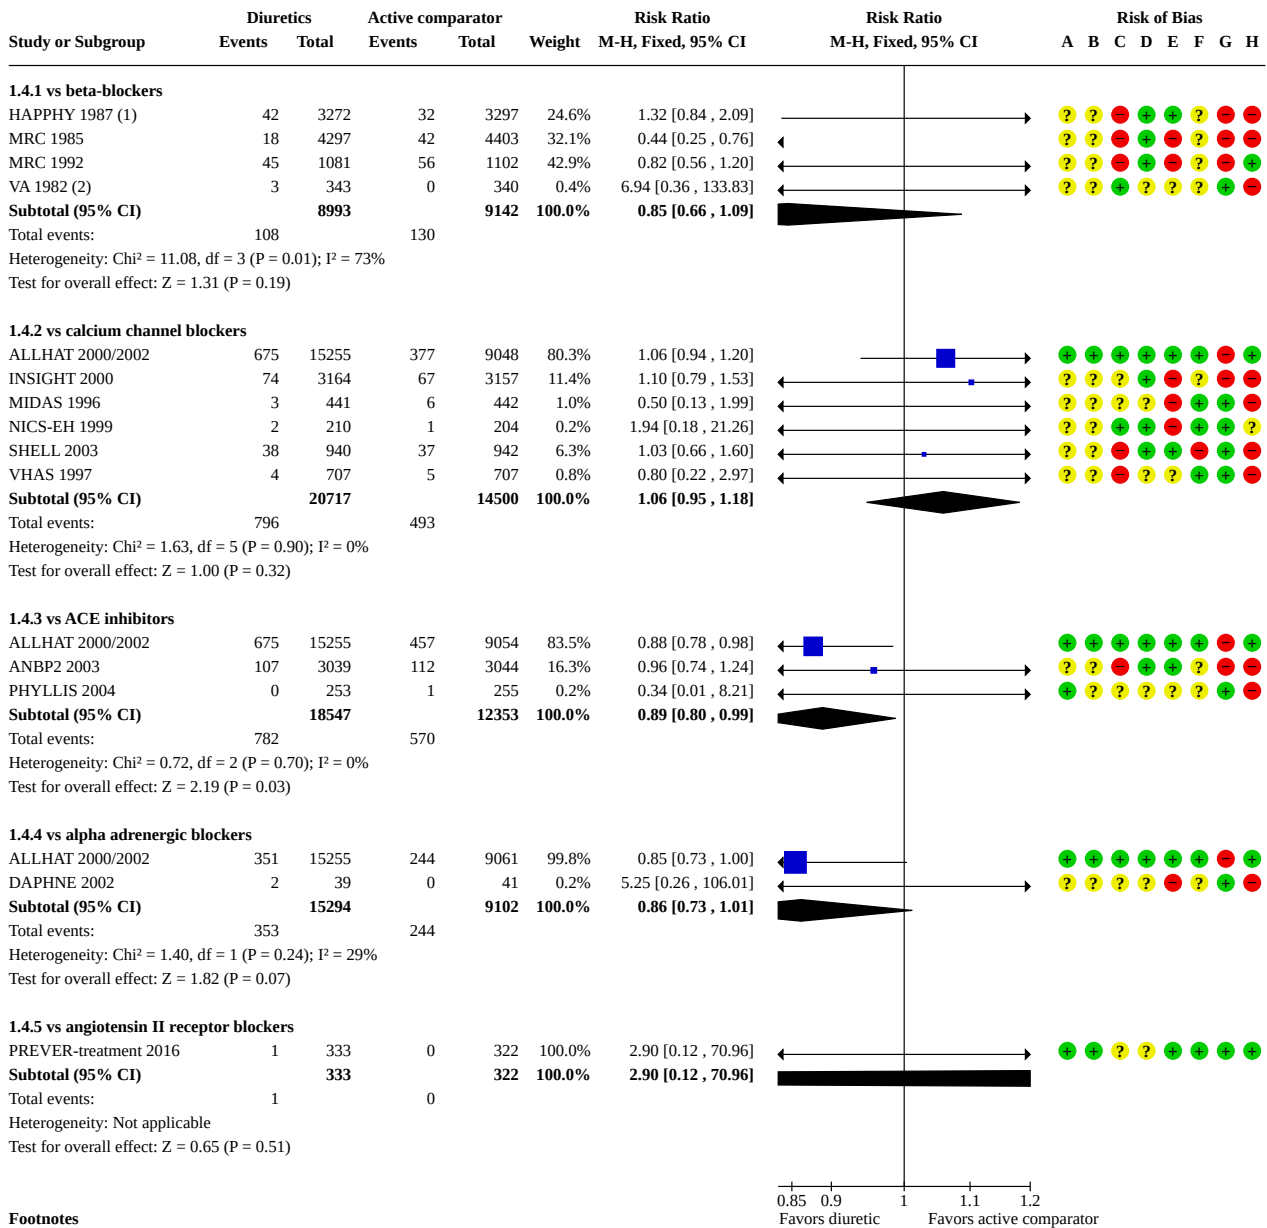 Diuretics Active comparator Risk Ratio Risk Ratio Risk of Bias
Study or Subgroup Events Total Events Total Weight M-H, Fixed, 95% CI M-H, Fixed, 95% CI A B C D E F G H
1.4.1 vs beta-blockers
HAPPHY 1987 (1) 42 3272 32 3297 24.6% 1.32 [0.84 , 2.09] ? ? − + + ? − −
MRC 1985 18 4297 42 4403 32.1% 0.44 [0.25 , 0.76] ? ? − + − ? − −
MRC 1992 45 1081 56 1102 42.9% 0.82 [0.56 , 1.20] ? ? − + − ? − +
VA 1982 (2) 3 343 0 340 0.4% 6.94 [0.36 , 133.83] ? ? + ? ? ? + −
Subtotal (95% CI) 8993 9142 100.0% 0.85 [0.66 , 1.09]
Total events: 108 130
Heterogeneity: Chi² = 11.08, df = 3 (P = 0.01); I² = 73%
Test for overall effect: Z = 1.31 (P = 0.19)
1.4.2 vs calcium channel blockers
ALLHAT 2000/2002 675 15255 377 9048 80.3% 1.06 [0.94 , 1.20] + + + + + + − +
INSIGHT 2000 74 3164 67 3157 11.4% 1.10 [0.79 , 1.53] ? ? ? + − ? − −
MIDAS 1996 3 441 6 442 1.0% 0.50 [0.13 , 1.99] ? ? ? ? − + + −
NICS-EH 1999 2 210 1 204 0.2% 1.94 [0.18 , 21.26] ? ? + + − + + ?
SHELL 2003 38 940 37 942 6.3% 1.03 [0.66 , 1.60] ? ? − + + − + −
VHAS 1997 4 707 5 707 0.8% 0.80 [0.22 , 2.97] ? ? − ? ? + + −
Subtotal (95% CI) 20717 14500 100.0% 1.06 [0.95 , 1.18]
Total events: 796 493
Heterogeneity: Chi² = 1.63, df = 5 (P = 0.90); I² = 0%
Test for overall effect: Z = 1.00 (P = 0.32)
1.4.3 vs ACE inhibitors
ALLHAT 2000/2002 675 15255 457 9054 83.5% 0.88 [0.78 , 0.98] + + + + + + − +
ANBP2 2003 107 3039 112 3044 16.3% 0.96 [0.74 , 1.24] ? ? − + + ? − −
PHYLLIS 2004 0 253 1 255 0.2% 0.34 [0.01 , 8.21] + ? ? ? ? ? + −
Subtotal (95% CI) 18547 12353 100.0% 0.89 [0.80 , 0.99]
Total events: 782 570
Heterogeneity: Chi² = 0.72, df = 2 (P = 0.70); I² = 0%
Test for overall effect: Z = 2.19 (P = 0.03)
1.4.4 vs alpha adrenergic blockers
ALLHAT 2000/2002 351 15255 244 9061 99.8% 0.85 [0.73 , 1.00] + + + + + + − +
DAPHNE 2002 2 39 0 41 0.2% 5.25 [0.26 , 106.01] ? ? ? ? − ? + −
Subtotal (95% CI) 15294 9102 100.0% 0.86 [0.73 , 1.01]
Total events: 353 244
Heterogeneity: Chi² = 1.40, df = 1 (P = 0.24); I² = 29%
Test for overall effect: Z = 1.82 (P = 0.07)
1.4.5 vs angiotensin II receptor blockers
PREVER-treatment 2016 1 333 0 322 100.0% 2.90 [0.12 , 70.96] + + ? ? + + + +
Subtotal (95% CI) 333 322 100.0% 2.90 [0.12 , 70.96]
Total events: 1 0
Heterogeneity: Not applicable
Test for overall effect: Z = 0.65 (P = 0.51)
0.85 0.9 1 1.1 1.2
Footnotes Favors diuretic Favors active comparator